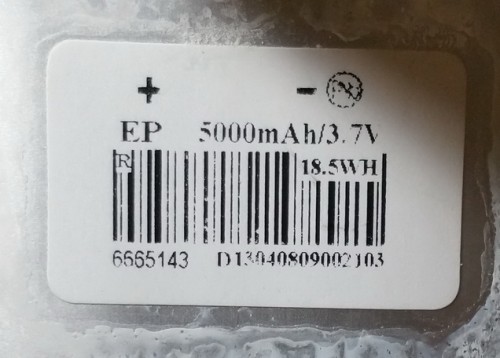 + -
EP 5000mAh/3.7V
R 18.5WH
6665143 D13040809002103